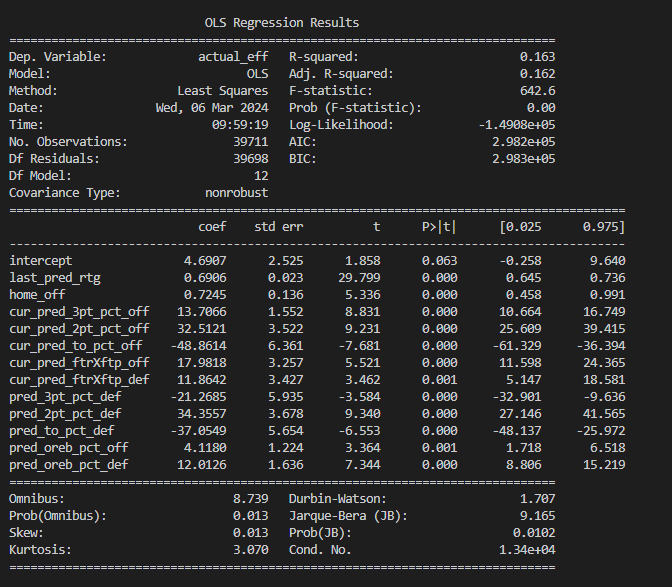 OLS Regression Results
==============================================================================
Dep. Variable: actual_eff R-squared: 0.163
Model: OLS Adj. R-squared: 0.162
Method: Least Squares F-statistic: 642.6
Date: Wed, 06 Mar 2024 Prob (F-statistic): 0.00
Time: 09:59:19 Log-Likelihood: -1.4908e+05
No. Observations: 39711 AIC: 2.982e+05
Df Residuals: 39698 BIC: 2.983e+05
Df Model: 12
Covariance Type: nonrobust
========================================================================================
coef std err t P>|t| [0.025 0.975]
----------------------------------------------------------------------------------------
intercept 4.6907 2.525 1.858 0.063 -0.258 9.640
last_pred_rtg 0.6906 0.023 29.799 0.000 0.645 0.736
home_off 0.7245 0.136 5.336 0.000 0.458 0.991
cur_pred_3pt_pct_off 13.7066 1.552 8.831 0.000 10.664 16.749
cur_pred_2pt_pct_off 32.5121 3.522 9.231 0.000 25.609 39.415
cur_pred_to_pct_off -48.8614 6.361 -7.681 0.000 -61.329 -36.394
cur_pred_ftrXftp_off 17.9818 3.257 5.521 0.000 11.598 24.365
cur_pred_ftrXftp_def 11.8642 3.427 3.462 0.001 5.147 18.581
pred_3pt_pct_def -21.2685 5.935 -3.584 0.000 -32.901 -9.636
pred_2pt_pct_def 34.3557 3.678 9.340 0.000 27.146 41.565
pred_to_pct_def -37.0549 5.654 -6.553 0.000 -48.137 -25.972
pred_oreb_pct_off 4.1180 1.224 3.364 0.001 1.718 6.518
pred_oreb_pct_def 12.0126 1.636 7.344 0.000 8.806 15.219
==============================================================================
Omnibus: 8.739 Durbin-Watson: 1.707
Prob(Omnibus): 0.013 Jarque-Bera (JB): 9.165
Skew: 0.013 Prob(JB): 0.0102
Kurtosis: 3.070 Cond. No. 1.34e+04
==============================================================================